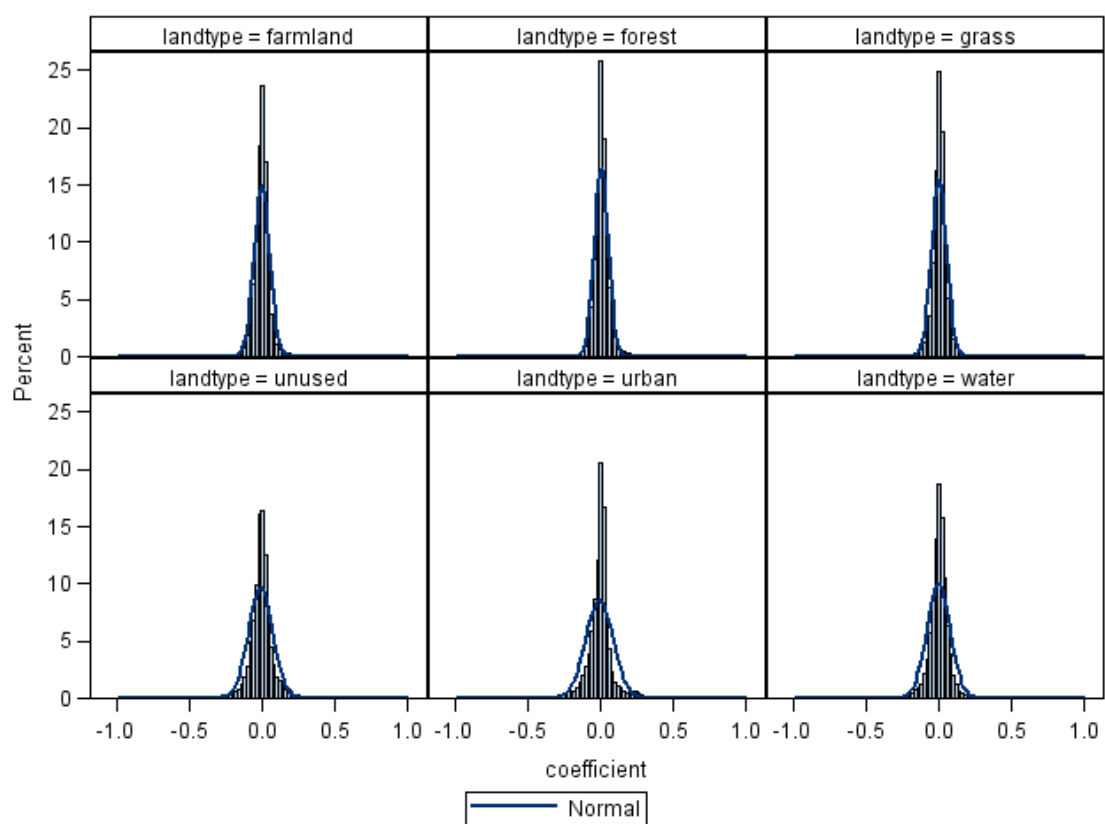 landtype = farmland
landtype = forest
landtype = grass
25
20
15
10
5
0
Percent
landtype = unused
landtype = urban
landtype = water
25
20
15
10
5
0
-1.0 -0.5 0.0 0.5 1.0
-1.0 -0.5 0.0 0.5 1.0
-1.0 -0.5 0.0 0.5 1.0
coefficient
Normal